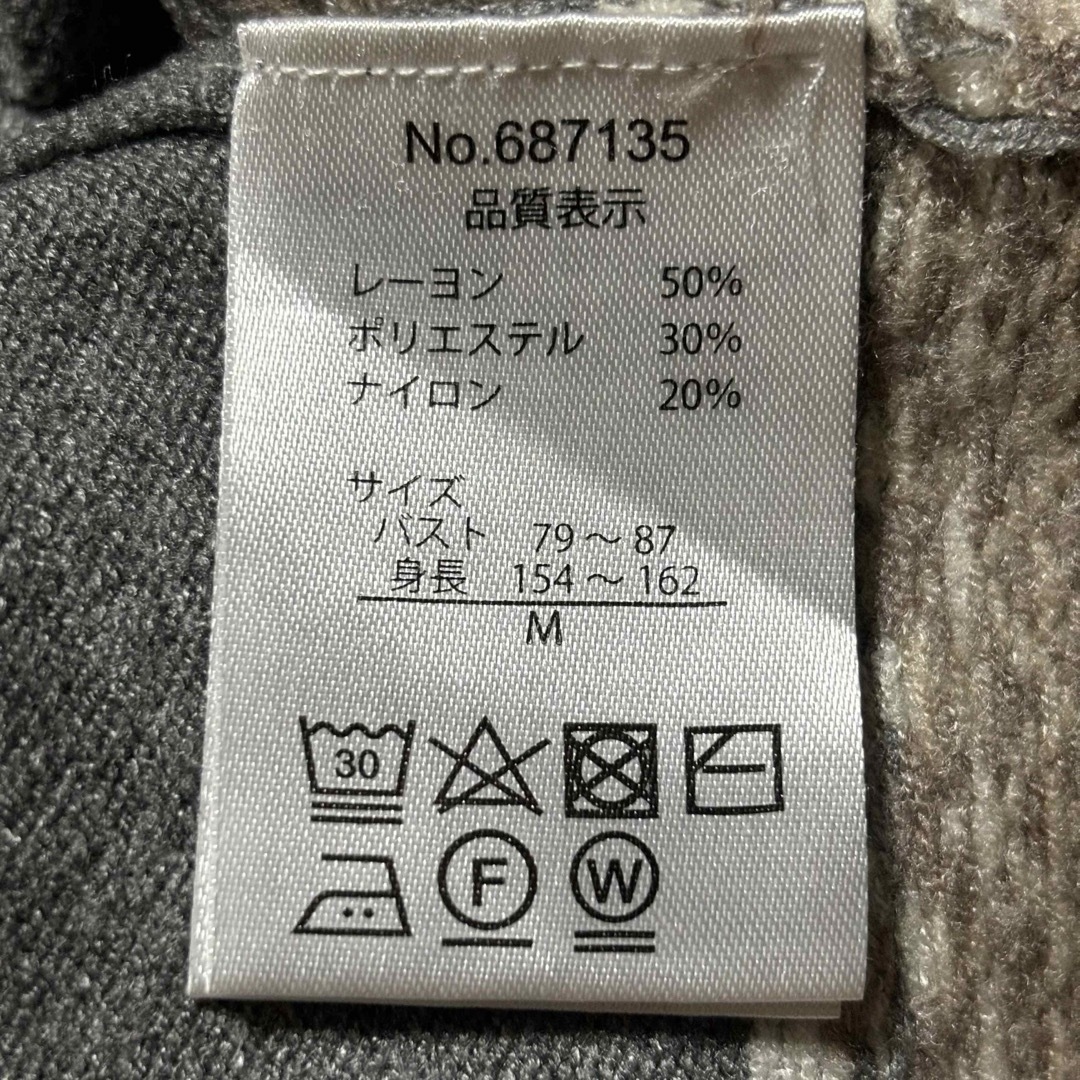 No.687135
品質表示
レーヨン 50%
ポリエステル 30%
ナイロン 20%
サイズ
バスト 79～87
身長 154～162
M
30
F W